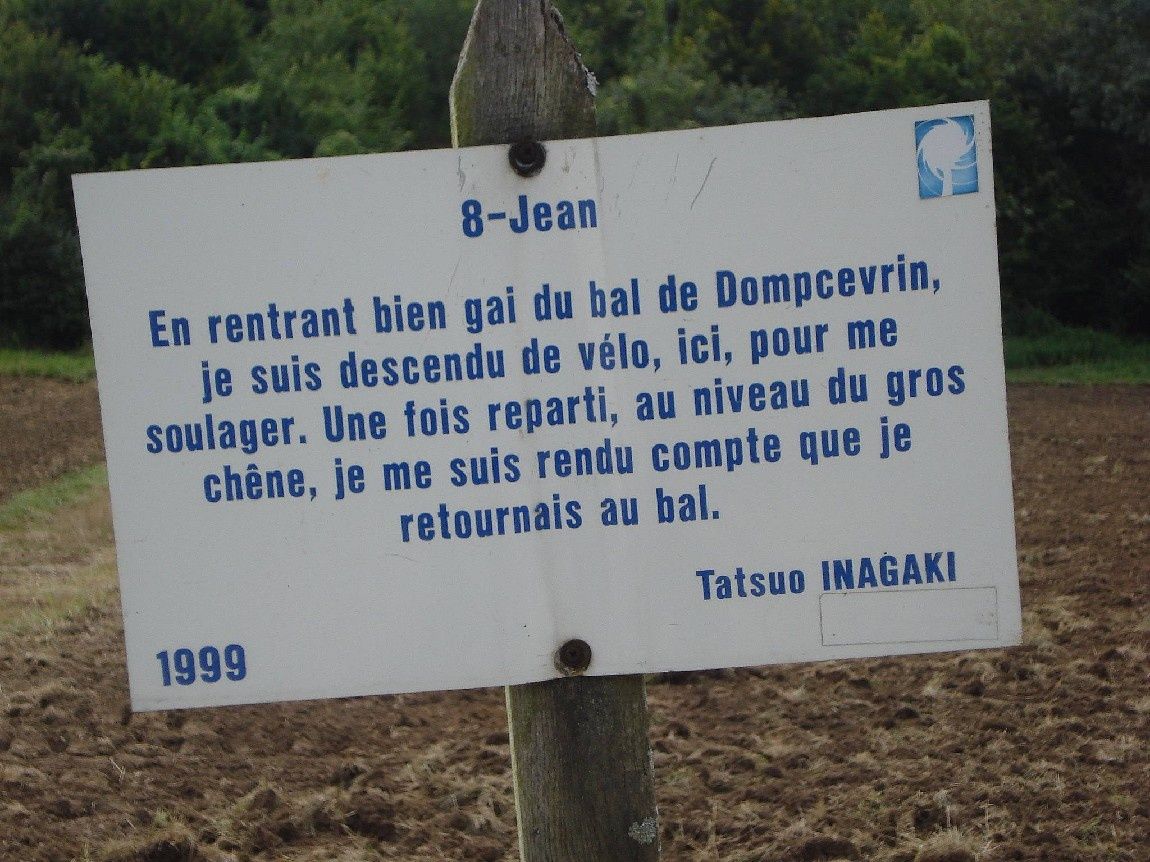 8-Jean
En rentrant bien gai du bal de Dompcevrin,
je suis descendu de vélo, ici, pour me
soulager. Une fois reparti, au niveau du gros
chêne, je me suis rendu compte que je
retournais au bal.
Tatsuo INAGAKI
1999